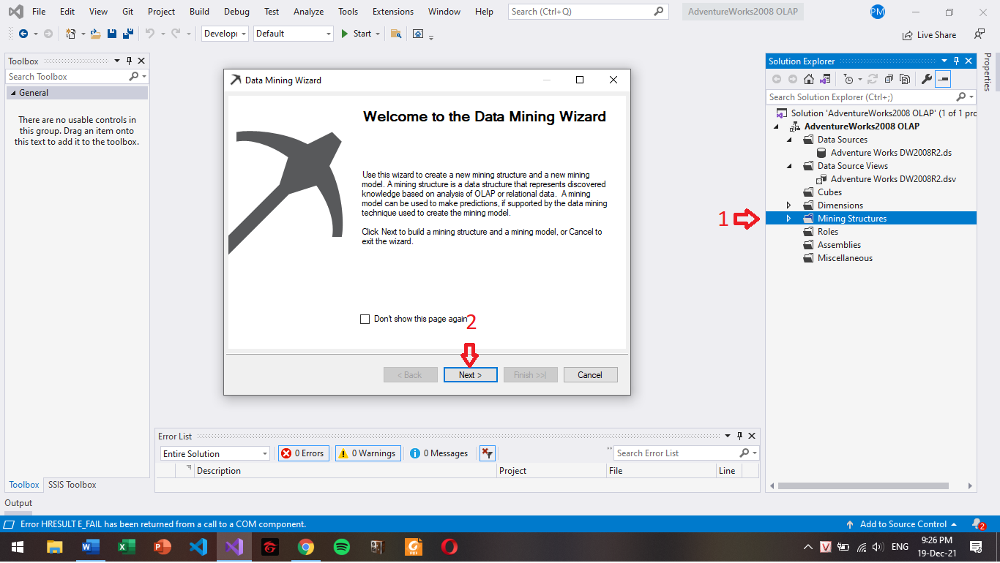 File Edit View Git Project Build Debug Test Analyze Tools Extensions Window Help Search (Ctrl+Q) AdventureWorks2008 OLAP PM
Developr Default Start Live Share
Toolbox
Search Toolbox
General
There are no usable controls in
this group. Drag an item onto
this text to add it to the toolbox.
Data Mining Wizard
Welcome to the Data Mining Wizard
Use this wizard to create a new mining structure and a new mining
model. A mining structure is a data structure that represents discovered
knowledge based on analysis of OLAP or relational data. A mining
model can be used to make predictions, if supported by the data mining
technique used to create the mining model.
Click Next to build a mining structure and a mining model, or Cancel to
exit the wizard.
Don't show this page again
2
< Back Next > Finish >>| Cancel
Solution Explorer
Search Solution Explorer (Ctrl+;)
Solution 'AdventureWorks2008 OLAP' (1 of 1 pro
AdventureWorks2008 OLAP
Data Sources
Adventure Works DW2008R2.ds
Data Source Views
Adventure Works DW2008R2.dsv
Cubes
Dimensions
1 Mining Structures
Roles
Assemblies
Miscellaneous
Properties
Error List
Entire Solution 0 Errors 0 Warnings 0 Messages Search Error List
Description Project File Line
Toolbox SSIS Toolbox
Output
Error HRESULT E_FAIL has been returned from a call to a COM component. Add to Source Control 2
ENG 9:26 PM
19-Dec-21